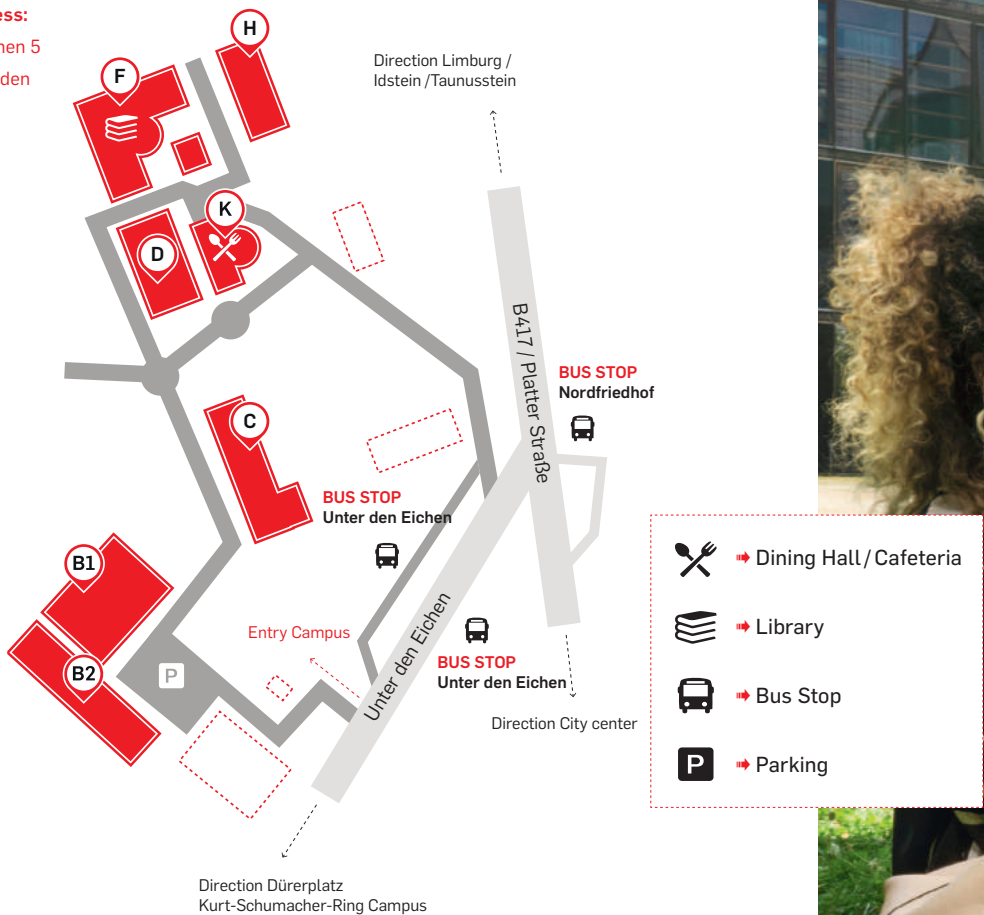 ess:
nen 5
den
H
F
Direction Limburg /
Idstein /Taunusstein
K
D
B417 / Platter Straße
BUS STOP
Nordfriedhof
C
BUS STOP
Unter den Eichen
B1
Dining Hall / Cafeteria
Library
Entry Campus
Unter den Eichen
BUS STOP
Unter den Eichen
B2
P
Bus Stop
Direction City center
P
Parking
Direction Dürerplatz
Kurt-Schumacher-Ring Campus